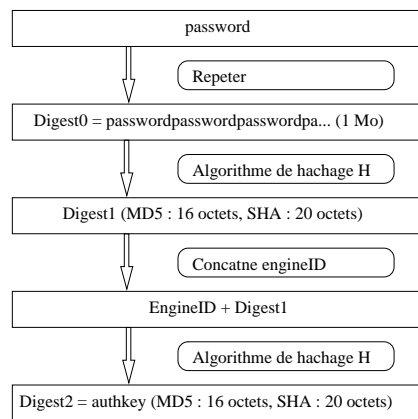 password
Repeter
Digest0 = passwordpasswordpasswordpa... (1 Mo)
Algorithme de hachage H
Digest1 (MD5 : 16 octets, SHA : 20 octets)
Concatne engineID
EngineID + Digest1
Algorithme de hachage H
Digest2 = authkey (MD5 : 16 octets, SHA : 20 octets)